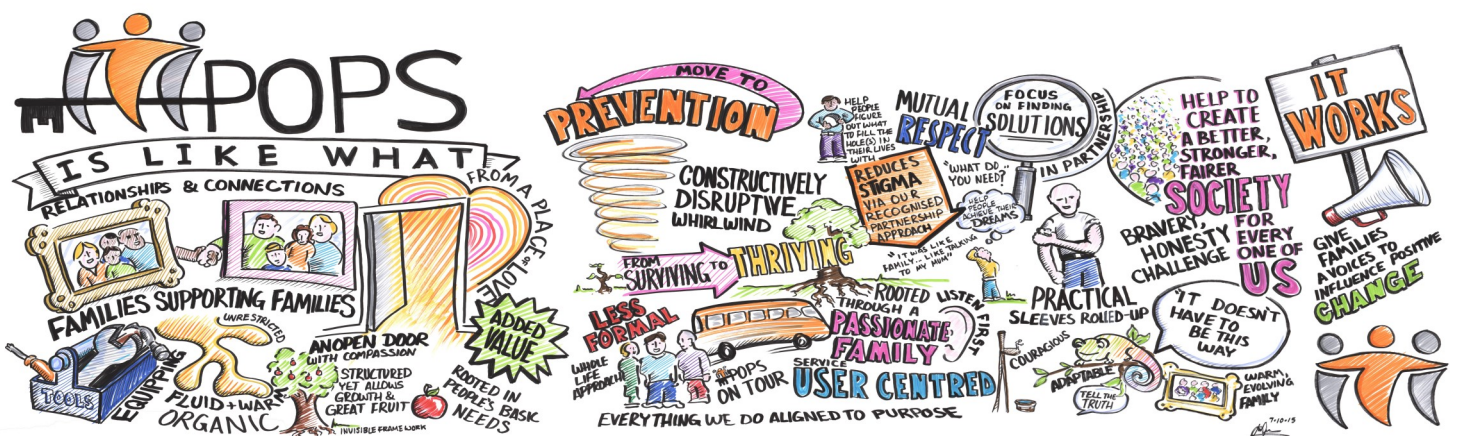 POPS
IS LIKE WHAT
RELATIONSHIPS & CONNECTIONS
FROM A PLACE OF LOVE
FAMILIES SUPPORTING FAMILIES
UNRESTRICTED
AN OPEN DOOR
WITH COMPASSION
ADDED
VALUE
TOOLS
EQUIPPING
FLUID + WARM
ORGANIC
STRUCTURED
YET ALLOWS
GROWTH &
GREAT FRUIT
INVISIBLE FRAMEWORK
ROOTED IN
PEOPLE'S BASIC
NEEDS
MOVE TO
PREVENTION
CONSTRUCTIVELY
DISRUPTIVE
WHIRLWIND
HELP
PEOPLE
FIGURE
OUT WHAT
TO FILL THE
HOLE(S) IN
THEIR LIVES
WITH
MUTUAL
RESPECT
FOCUS
ON FINDING
SOLUTIONS
IN PARTNERSHIP
REDUCES
STIGMA
VIA OUR
RECOGNISED
PARTNERSHIP
APPROACH
"WHAT DO..
YOU NEED?"
HELP
PEOPLE
ACHIEVE THEIR
DREAMS
FROM
SURVIVING TO
THRIVING
"IT WAS LIKE
FAMILY... LIKE TALKING
TO MY MUM"
LESS
FORMAL
WHOLE
LIFE
APPROACH
POPS
ON TOUR
ROOTED
THROUGH A
PASSIONATE
FAMILY
LISTEN FIRST
SERVICE
USER CENTRED
EVERYTHING WE DO ALIGNED TO PURPOSE
PRACTICAL
SLEEVES ROLLED-UP
COURAGEOUS
ADAPTABLE
TELL THE
TRUTH
HELP TO
CREATE
A BETTER,
STRONGER,
FAIRER
SOCIETY
FOR
EVERY
ONE OF
US
BRAVERY,
HONESTY
CHALLENGE
"IT DOESN'T
HAVE TO
BE THIS
WAY
WARM,
EVOLVING
FAMILY
IT
WORKS
GIVE
FAMILIES
A VOICES TO
INFLUENCE POSITIVE
CHANGE
7-10-15